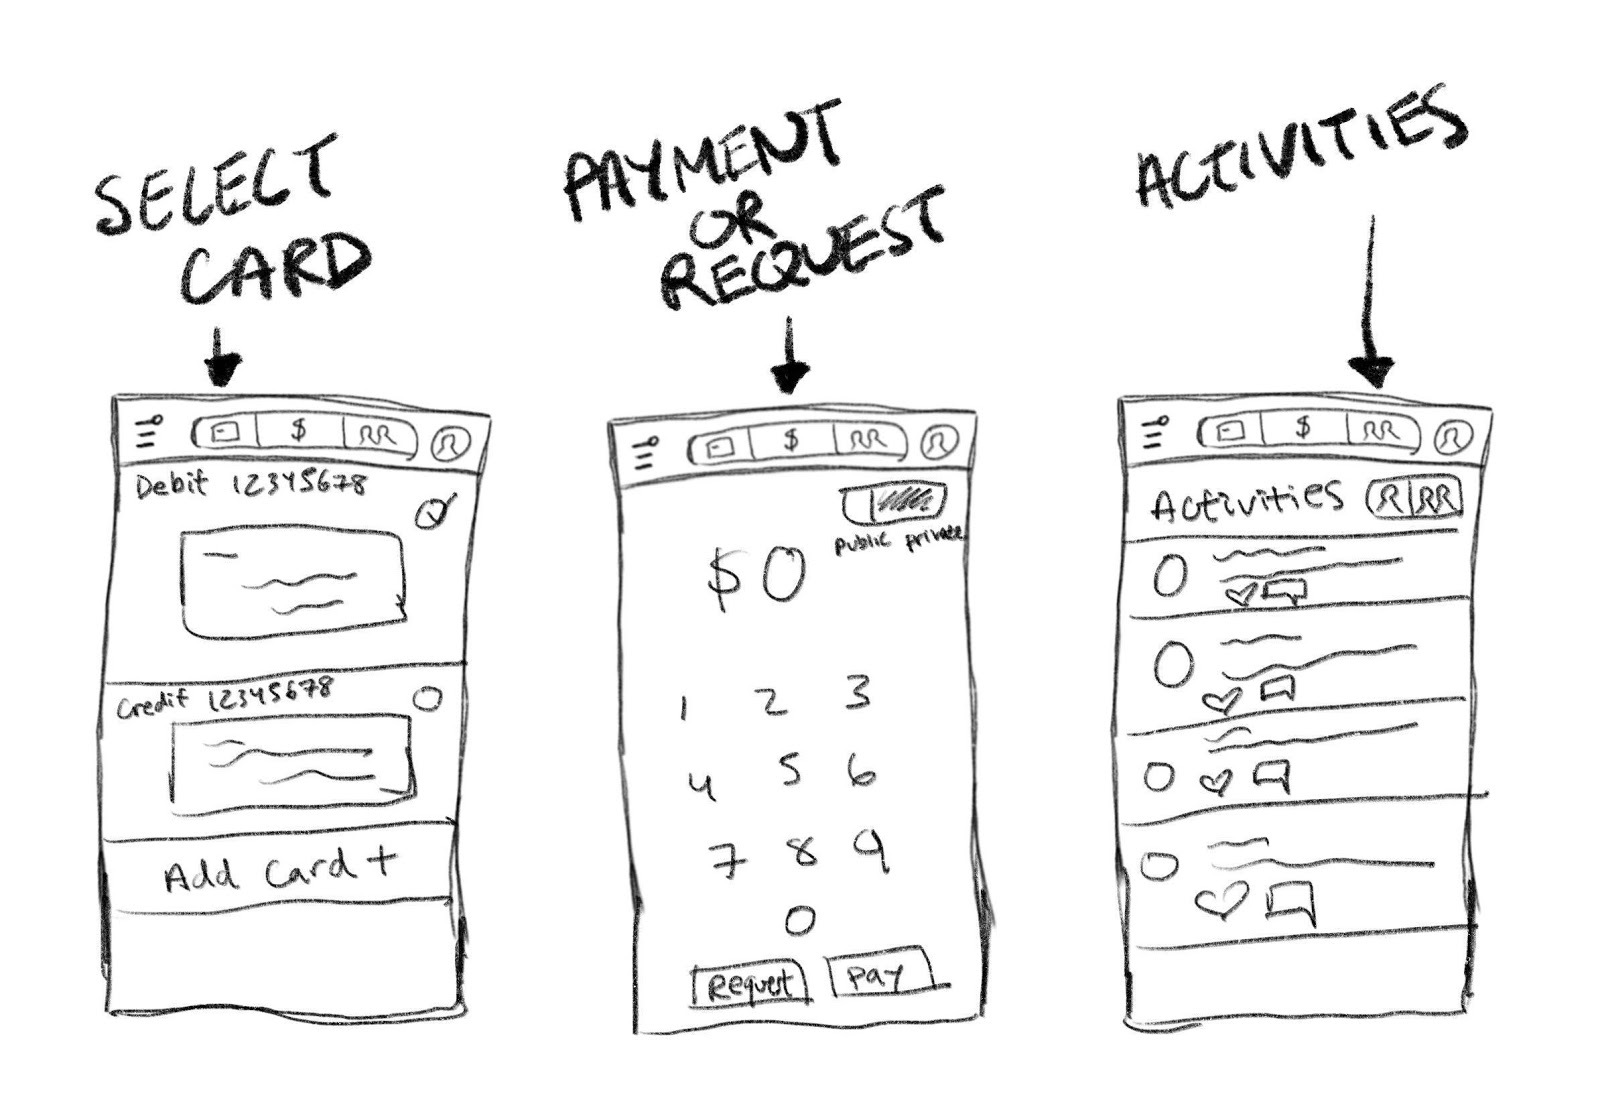 SELECT
CARD
Debit 12345678
Credit 12345678
Add Card +
PAYMENT
OR
REQUEST
$
public private
$0
1 2 3
4 5 6
7 8 9
0
Request Pay
ACTIVITIES
$
Activities
$